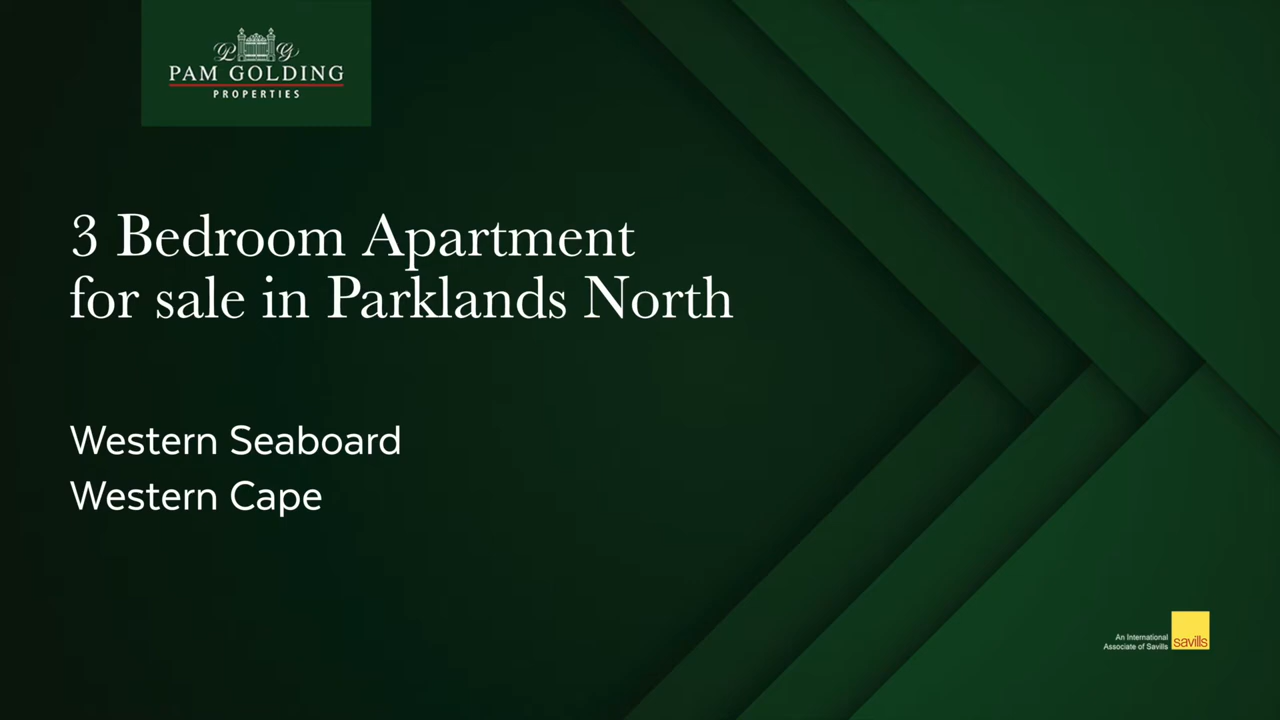 P G
PAM GOLDING
PROPERTIES
3 Bedroom Apartment
for sale in Parklands North
Western Seaboard
Western Cape
An International
Associate of Savills
savills